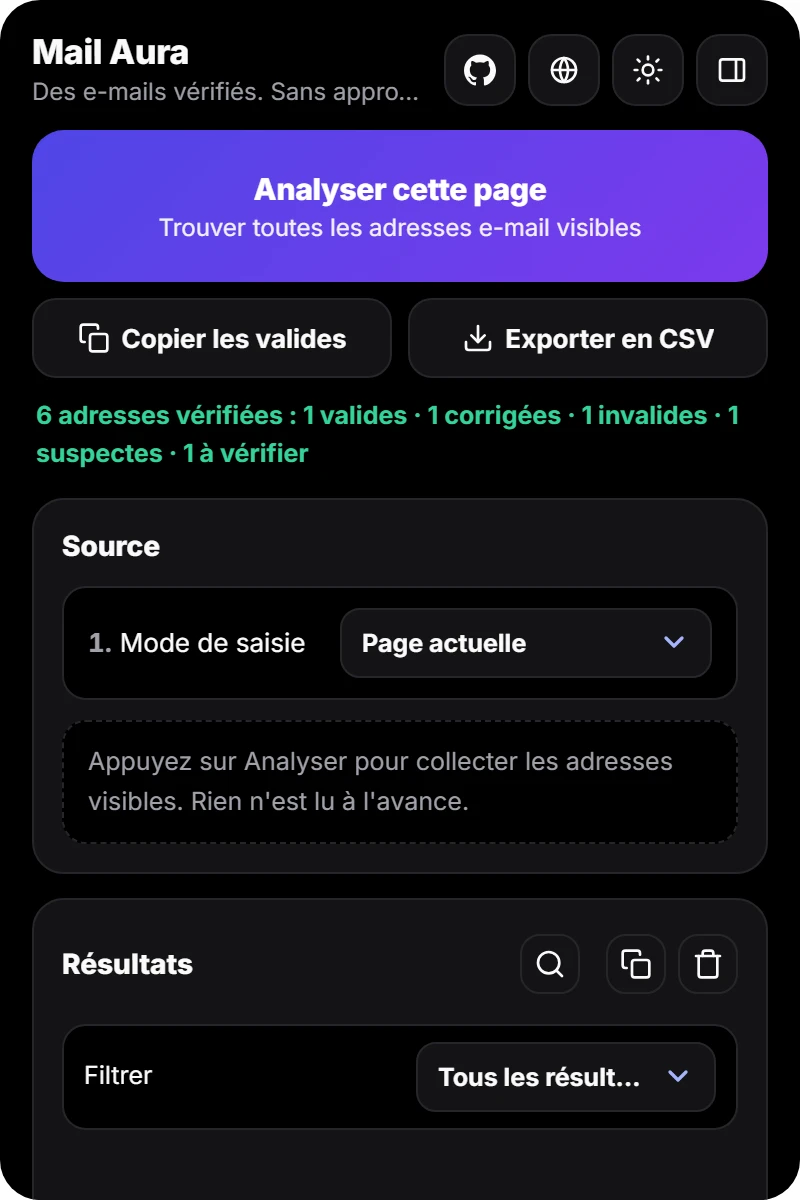 Mail Aura
Des e-mails vérifiés. Sans appro...
Analyser cette page
Trouver toutes les adresses e-mail visibles
Copier les valides
Exporter en CSV
6 adresses vérifiées : 1 valides · 1 corrigées · 1 invalides · 1
suspectes · 1 à vérifier
Source
1. Mode de saisie
Page actuelle
Appuyez sur Analyser pour collecter les adresses
visibles. Rien n'est lu à l'avance.
Résultats
Filtrer
Tous les résult...